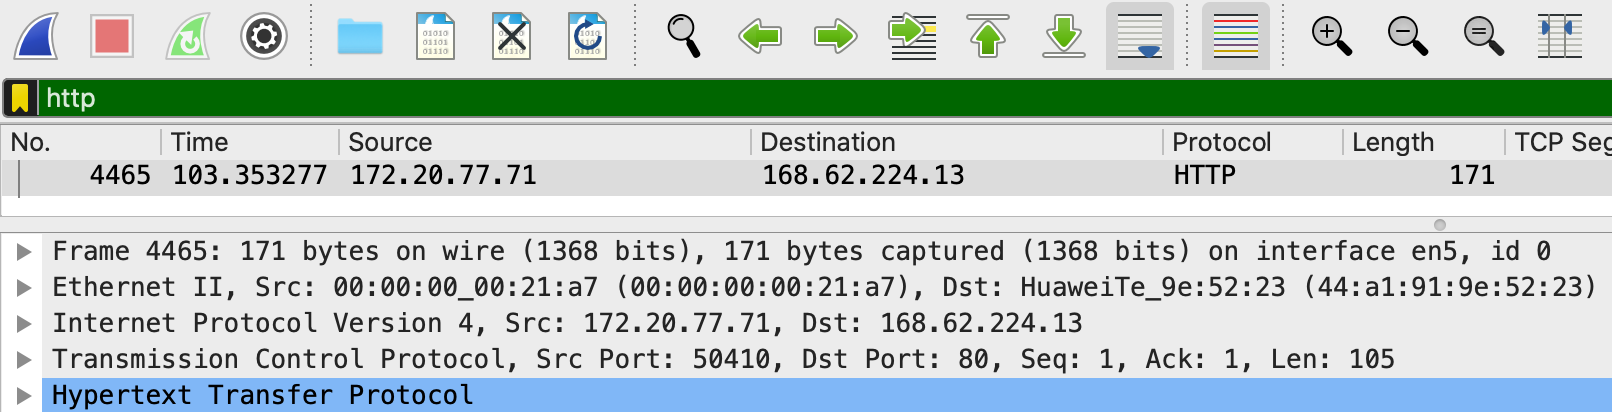 http
No. Time Source Destination Protocol Length TCP Seg
4465 103.353277 172.20.77.71 168.62.224.13 HTTP 171
Frame 4465: 171 bytes on wire (1368 bits), 171 bytes captured (1368 bits) on interface en5, id 0
Ethernet II, Src: 00:00:00_00:21:a7 (00:00:00:00:21:a7), Dst: HuaweiTe_9e:52:23 (44:a1:91:9e:52:23)
Internet Protocol Version 4, Src: 172.20.77.71, Dst: 168.62.224.13
Transmission Control Protocol, Src Port: 50410, Dst Port: 80, Seq: 1, Ack: 1, Len: 105
Hypertext Transfer Protocol